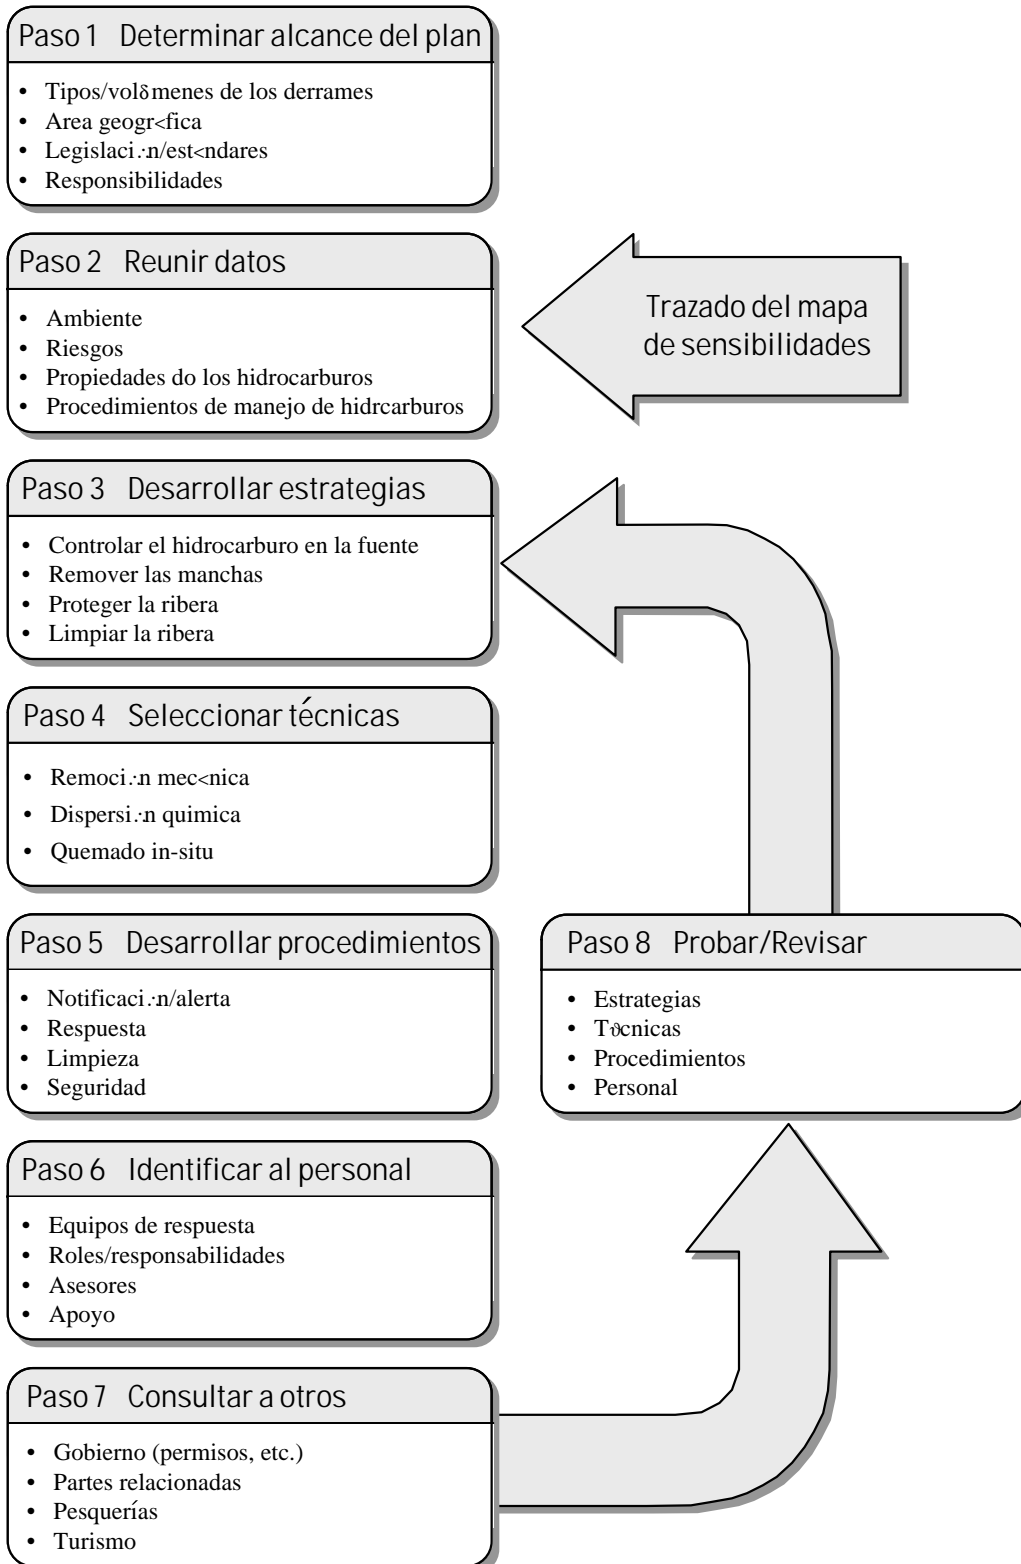 Paso 1 Determinar alcance del plan
• Tipos/volδmenes de los derrames
• Area geogr<fica
• Legislaci∴n/est<ndares
• Responsibilidades
Paso 2 Reunir datos
• Ambiente
• Riesgos
• Propiedades do los hidrocarburos
• Procedimientos de manejo de hidrcarburos
Trazado del mapa
de sensibilidades
Paso 3 Desarrollar estrategias
• Controlar el hidrocarburo en la fuente
• Remover las manchas
• Proteger la ribera
• Limpiar la ribera
Paso 4 Seleccionar técnicas
• Remoci∴n mec<nica
• Dispersi∴n quimica
• Quemado in-situ
Paso 5 Desarrollar procedimientos
• Notificaci∴n/alerta
• Respuesta
• Limpieza
• Seguridad
Paso 8 Probar/Revisar
• Estrategias
• Tϑcnicas
• Procedimientos
• Personal
Paso 6 Identificar al personal
• Equipos de respuesta
• Roles/responsabilidades
• Asesores
• Apoyo
Paso 7 Consultar a otros
• Gobierno (permisos, etc.)
• Partes relacionadas
• Pesquerías
• Turismo